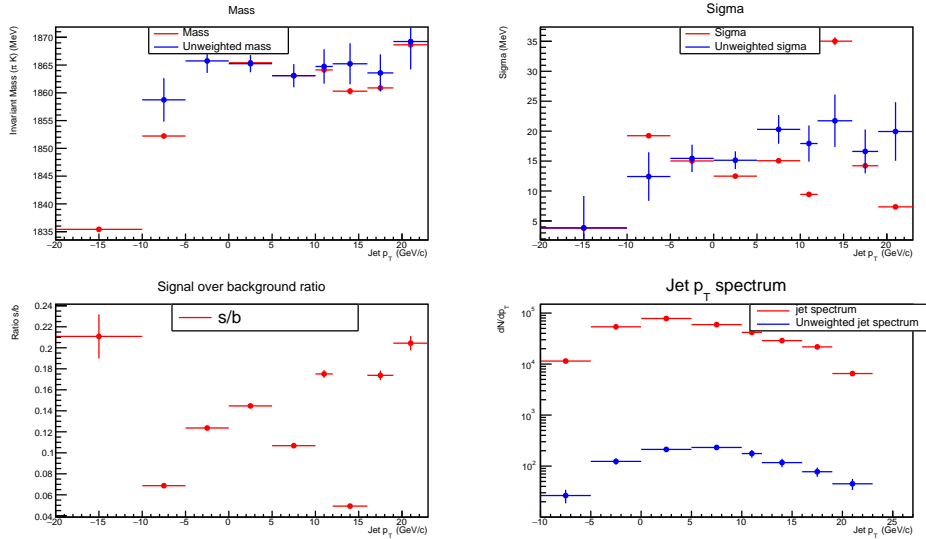 Mass
Invariant Mass (π K) (MeV)
1870
1865
1860
1855
1850
1845
1840
1835
Mass
Unweighted mass
−20 −15 −10 −5 0 5 10 15 20
Jet p_T (GeV/c)
Sigma
Sigma (MeV)
35
30
25
20
15
10
5
Sigma
Unweighted sigma
−20 −15 −10 −5 0 5 10 15 20
Jet p_T (GeV/c)
Signal over background ratio
Ratio s/b
0.24
0.22
0.2
0.18
0.16
0.14
0.12
0.1
0.08
0.06
0.04
s/b
−20 −15 −10 −5 0 5 10 15 20
Jet p_T (GeV/c)
Jet p_T spectrum
dN/dp_T
10^5
10^4
10^3
10^2
jet spectrum
Unweighted jet spectrum
−10 −5 0 5 10 15 20 25
Jet p_T (GeV/c)